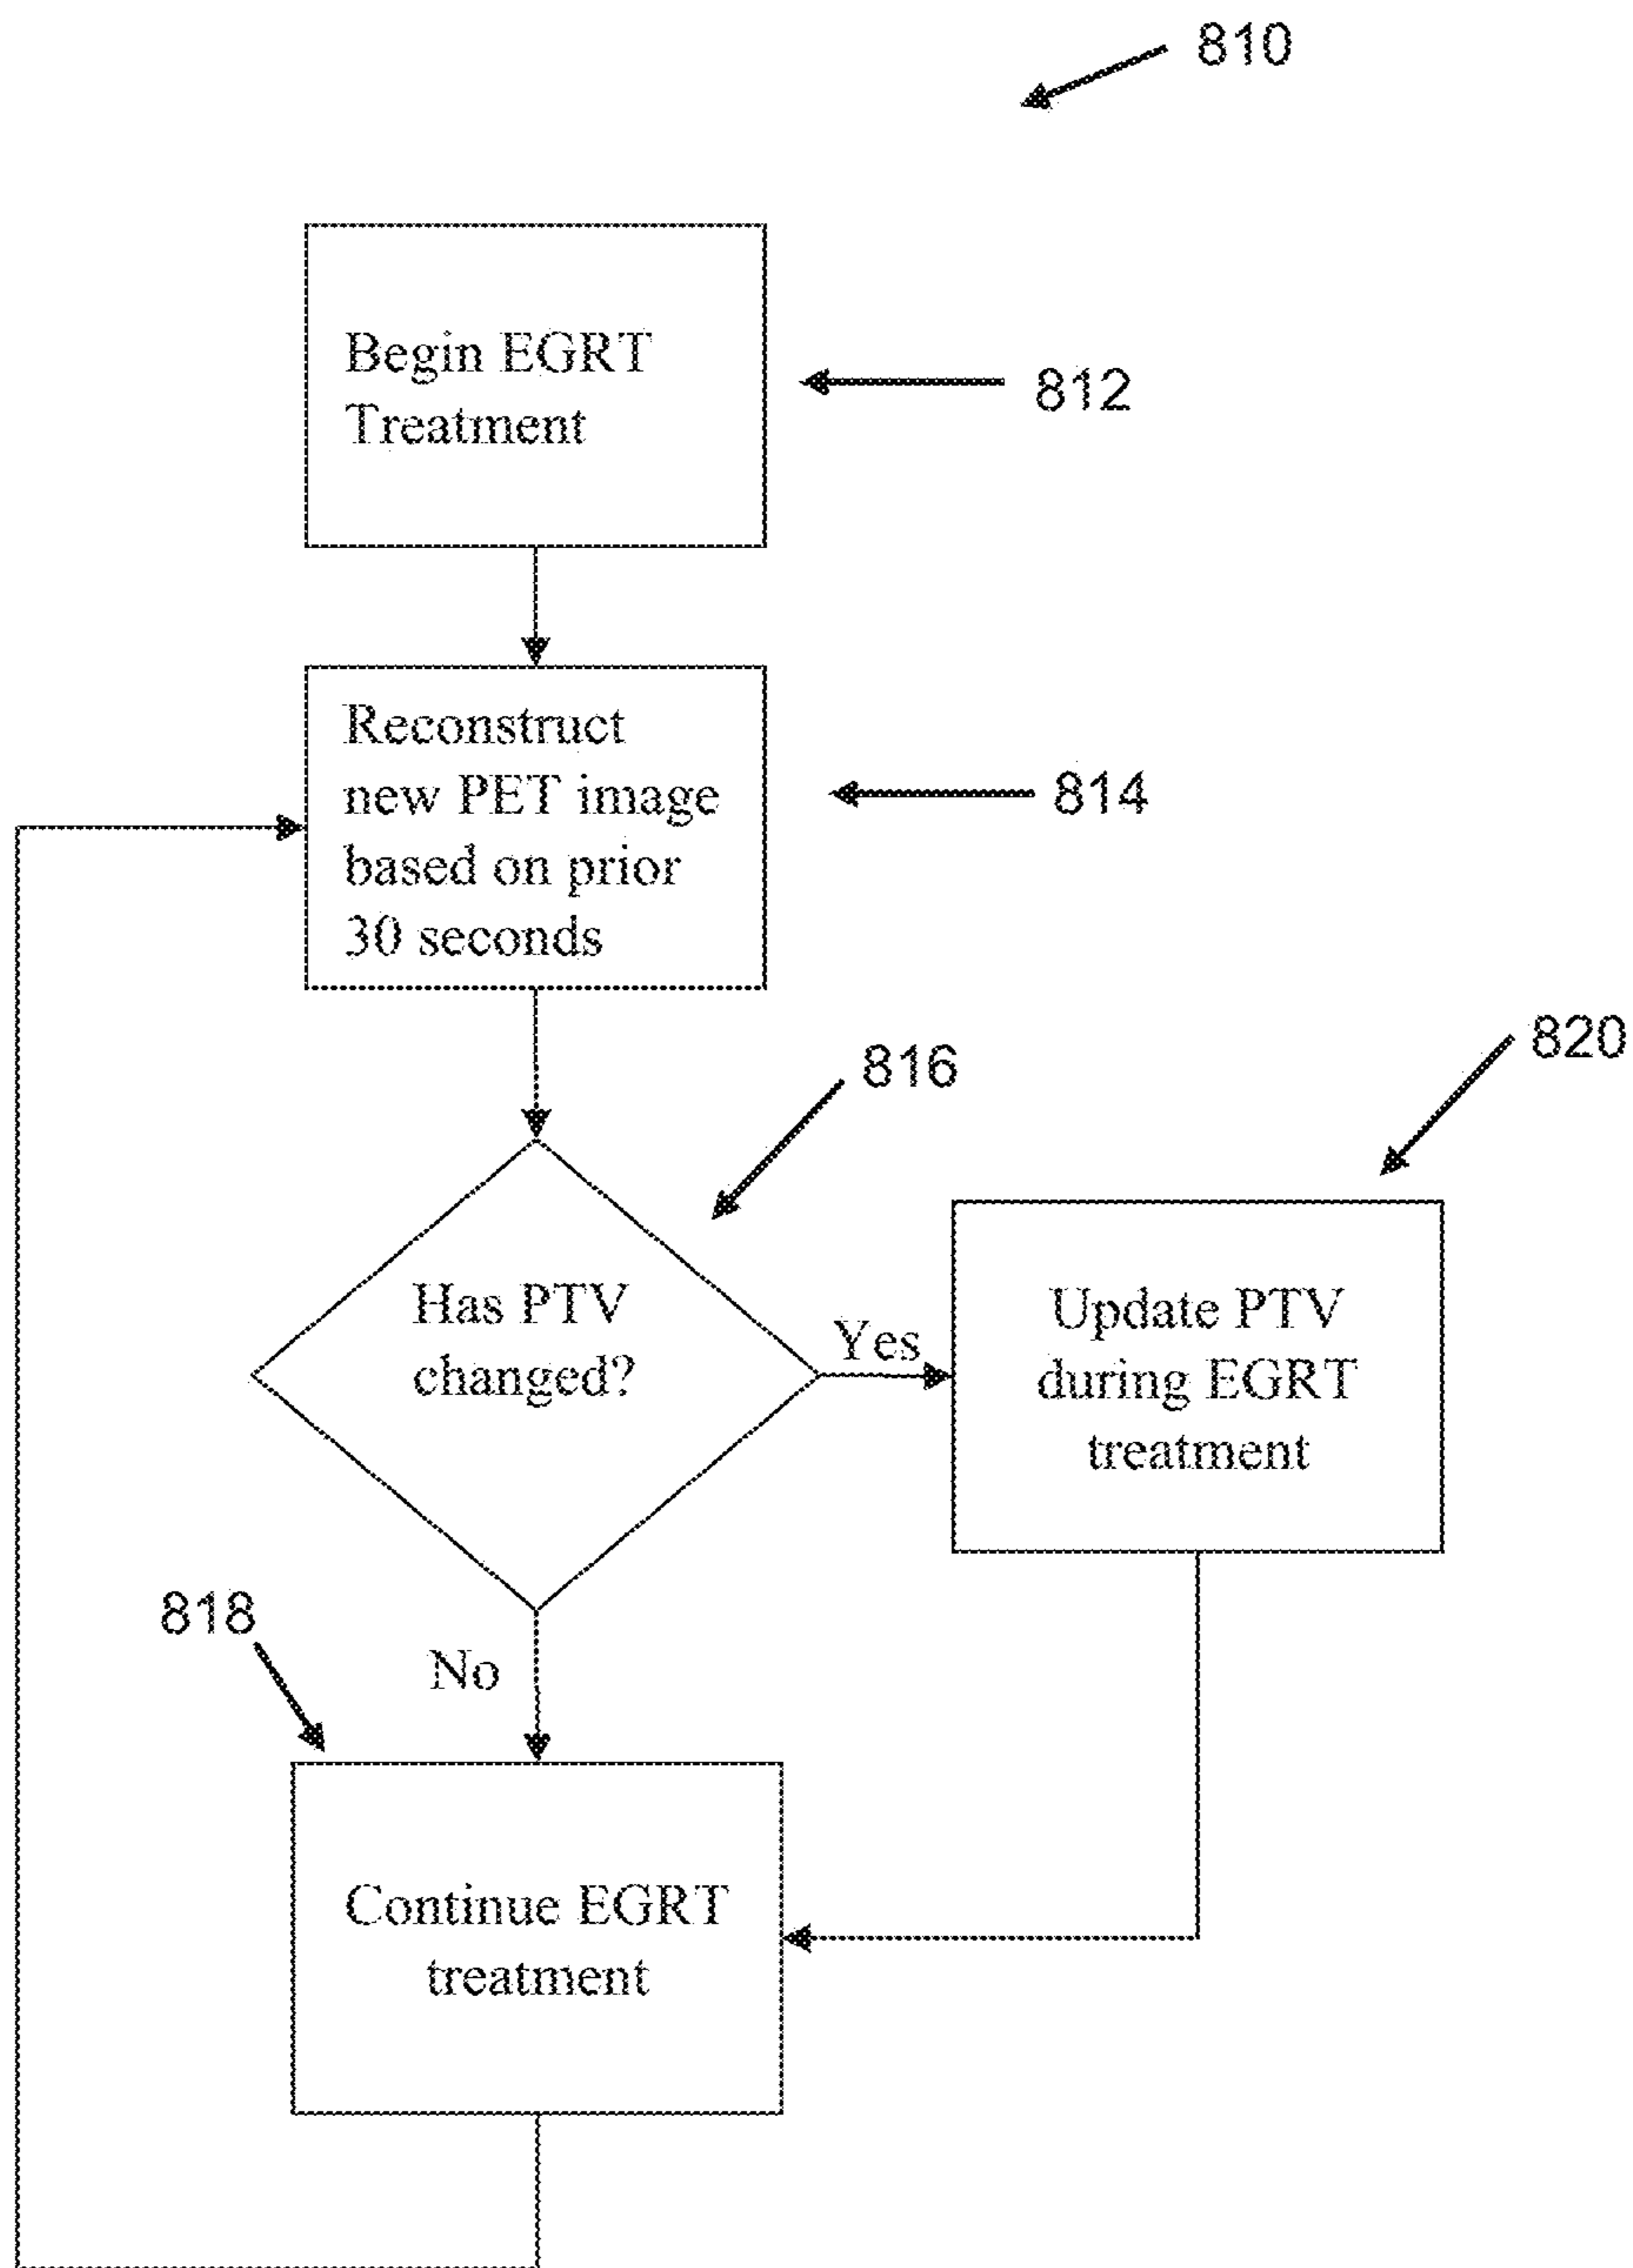 810
Begin EGRT
Treatment
812
Reconstruct
new PET image
based on prior
30 seconds
814
816
820
Has PTV
changed?
Yes
Update PTV
during EGRT
treatment
818
No
Continue EGRT
treatment